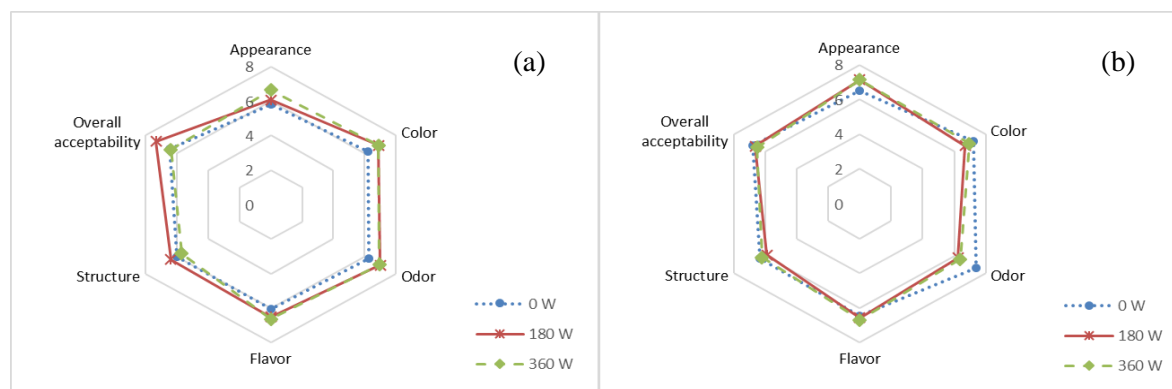 Appearance
(a)
8
6
4
2
0
Color
Odor
Flavor
Structure
Overall
acceptability
0 W
180 W
360 W
Appearance
(b)
8
6
4
2
0
Color
Odor
Flavor
Structure
Overall
acceptability
0 W
180 W
360 W